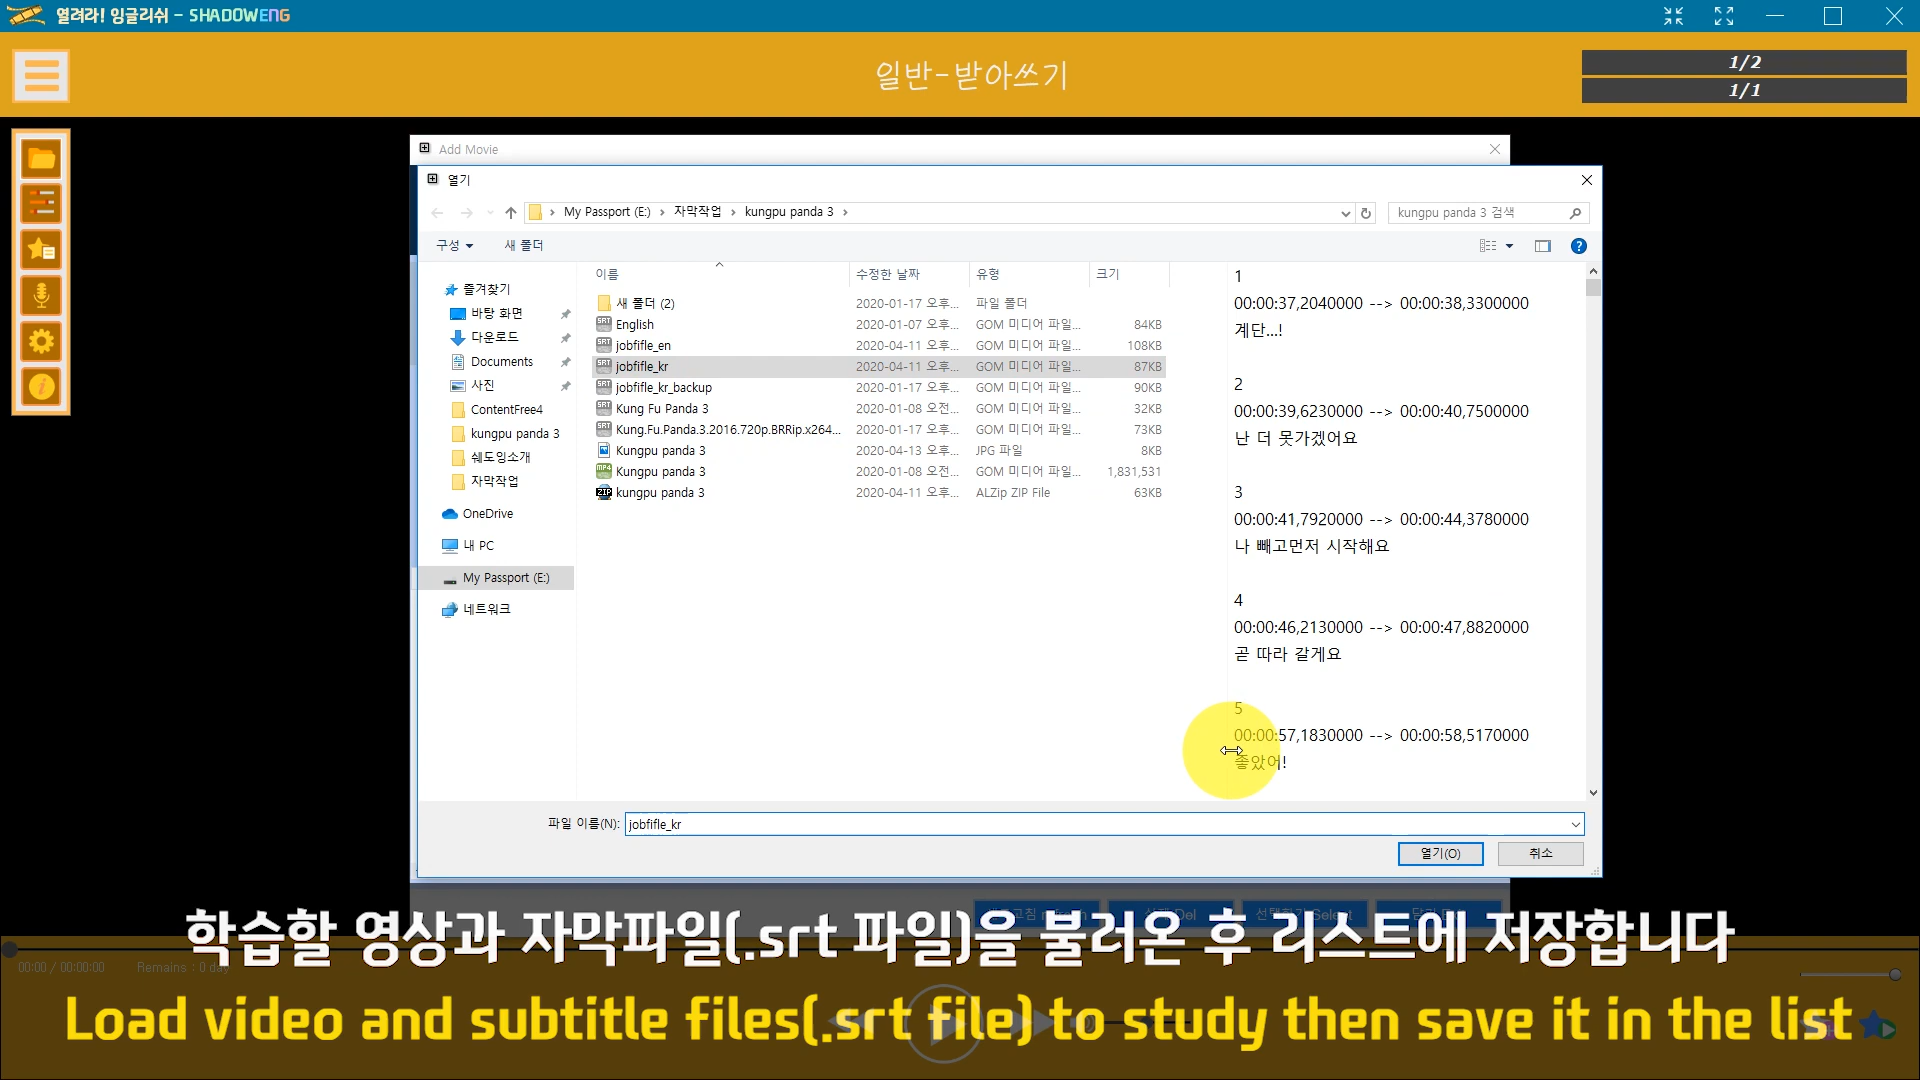 열려라! 잉글리쉬 - SHADOWENG
일반-받아쓰기
1/2
1/1
Add Movie
열기
My Passport (E:) > 자막작업 > kungpu panda 3 >
kungpu panda 3 검색
구성
새 폴더
이름 수정한 날짜 유형 크기
즐겨찾기
바탕 화면
다운로드
Documents
사진
ContentFree4
kungpu panda 3
쉐도잉소개
자막작업
OneDrive
내 PC
My Passport (E:)
네트워크
새 폴더 (2) 2020-01-17 오후... 파일 폴더
English 2020-01-07 오후... GOM 미디어 파일... 84KB
jobfifle_en 2020-04-11 오후... GOM 미디어 파일... 108KB
jobfifle_kr 2020-04-11 오후... GOM 미디어 파일... 87KB
jobfifle_kr_backup 2020-01-17 오후... GOM 미디어 파일... 90KB
Kung Fu Panda 3 2020-01-08 오전... GOM 미디어 파일... 32KB
Kung.Fu.Panda.3.2016.720p.BRRip.x264... 2020-01-17 오후... GOM 미디어 파일... 73KB
Kungpu panda 3 2020-04-13 오후... JPG 파일 8KB
Kungpu panda 3 2020-01-08 오전... GOM 미디어 파일... 1,831,531
kungpu panda 3 2020-04-11 오후... ALZip ZIP File 63KB
1
00:00:37,2040000 --> 00:00:38,3300000
계단...!
2
00:00:39,6230000 --> 00:00:40,7500000
난 더 못가겠어요
3
00:00:41,7920000 --> 00:00:44,3780000
나 빼고먼저 시작해요
4
00:00:46,2130000 --> 00:00:47,8820000
곧 따라 갈게요
5
00:00:57,1830000 --> 00:00:58,5170000
좋았어!
파일 이름(N): jobfifle_kr
열기(O)
취소
학습할 영상과 자막파일(.srt 파일)을 불러온 후 리스트에 저장합니다
00:00 / 00:00:00 Remains : 0 day
Load video and subtitle files(.srt file) to study then save it in the list